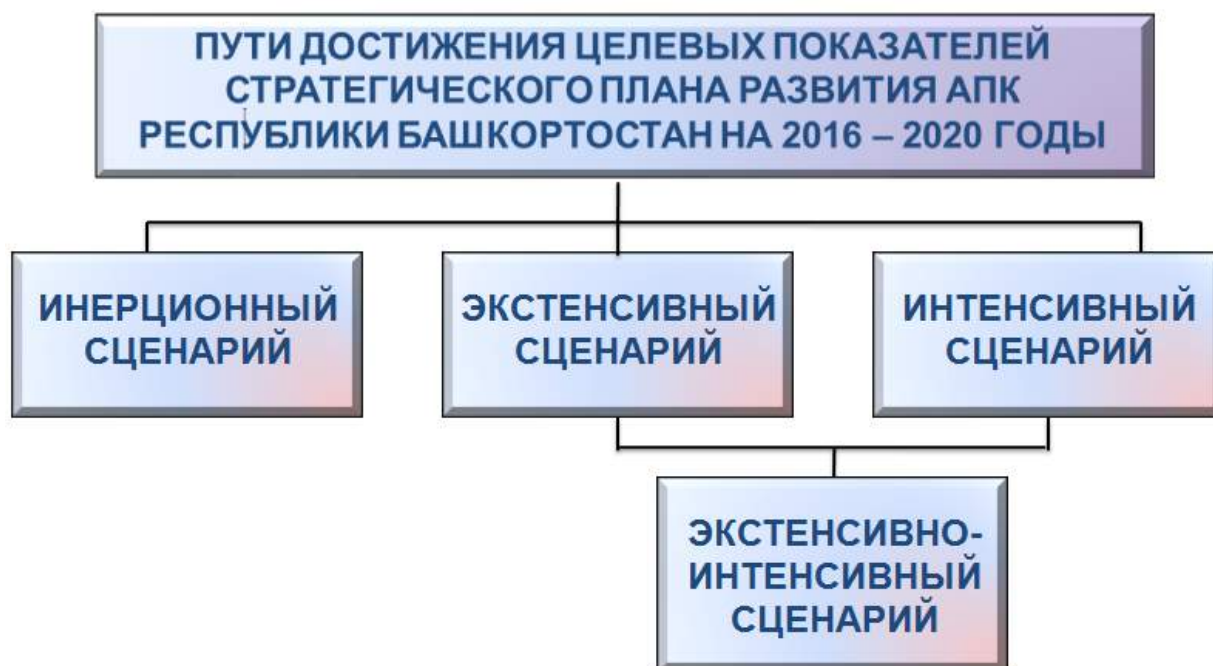 ПУТИ ДОСТИЖЕНИЯ ЦЕЛЕВЫХ ПОКАЗАТЕЛЕЙ
СТРАТЕГИЧЕСКОГО ПЛАНА РАЗВИТИЯ АПК
РЕСПУБЛИКИ БАШКОРТОСТАН НА 2016 – 2020 ГОДЫ
ИНЕРЦИОННЫЙ
СЦЕНАРИЙ
ЭКСТЕНСИВНЫЙ
СЦЕНАРИЙ
ИНТЕНСИВНЫЙ
СЦЕНАРИЙ
ЭКСТЕНСИВНО-
ИНТЕНСИВНЫЙ
СЦЕНАРИЙ